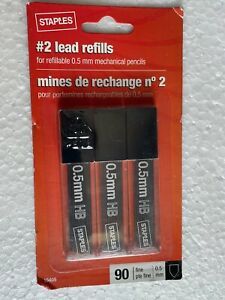 STAPLES
#2 lead refills
for refillable 0.5 mm mechanical pencils
mines de rechange nº 2
pour portemines rechargeables du 0,5 mm
0.5mm HB STAPLES
0.5mm HB STAPLES
0.5mm HB STAPLES
90 fine 0.5
pte fine mm